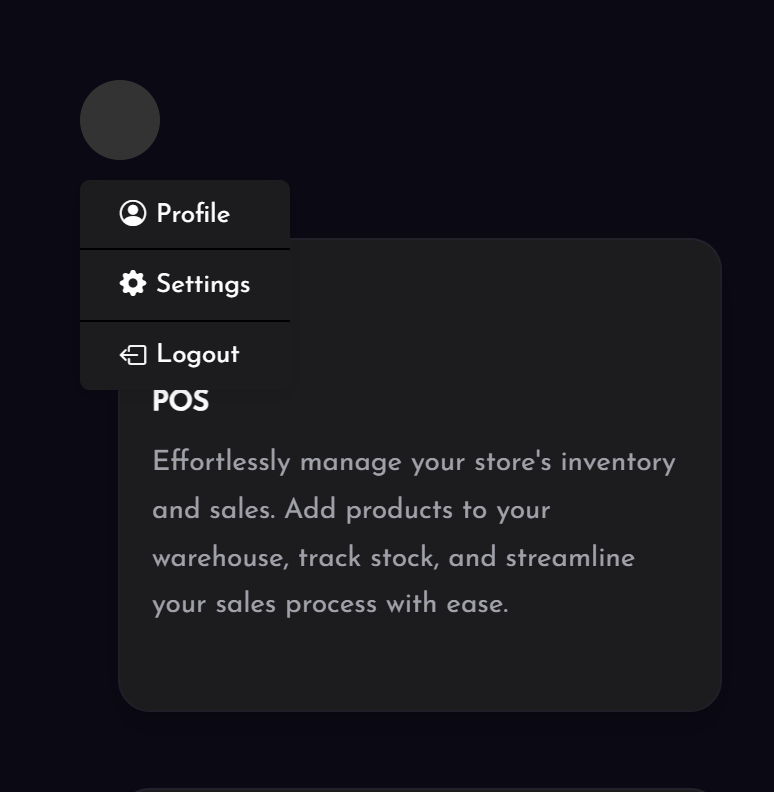 Profile
Settings
Logout
POS
Effortlessly manage your store's inventory
and sales. Add products to your
warehouse, track stock, and streamline
your sales process with ease.